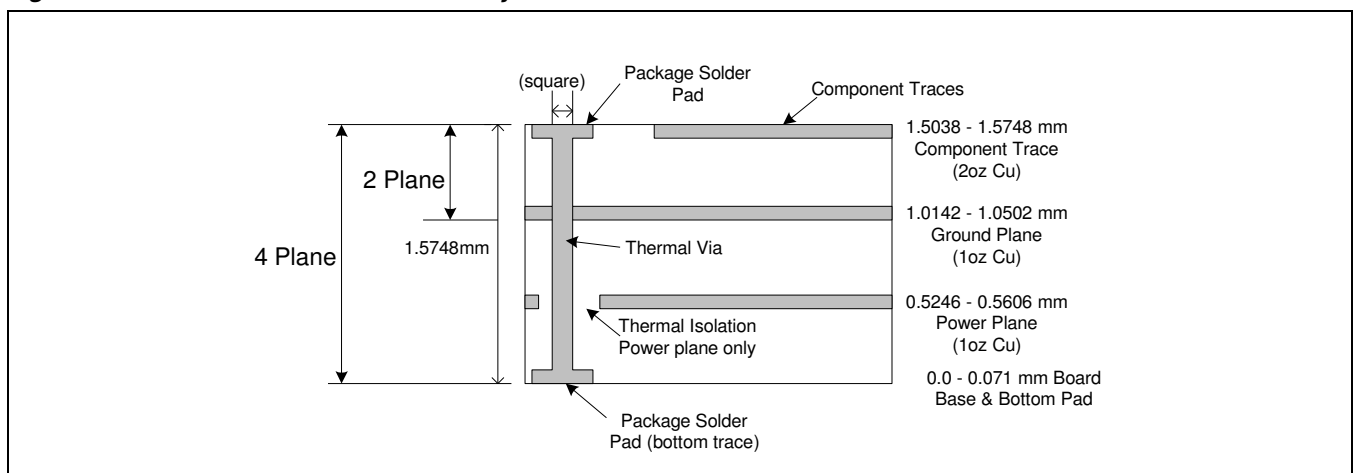 (square)
Package Solder
Pad
Component Traces
1.5038 - 1.5748 mm
Component Trace
(2oz Cu)
2 Plane
1.0142 - 1.0502 mm
Ground Plane
(1oz Cu)
4 Plane
1.5748mm
Thermal Via
0.5246 - 0.5606 mm
Power Plane
(1oz Cu)
Thermal Isolation
Power plane only
0.0 - 0.071 mm Board
Base & Bottom Pad
Package Solder
Pad (bottom trace)